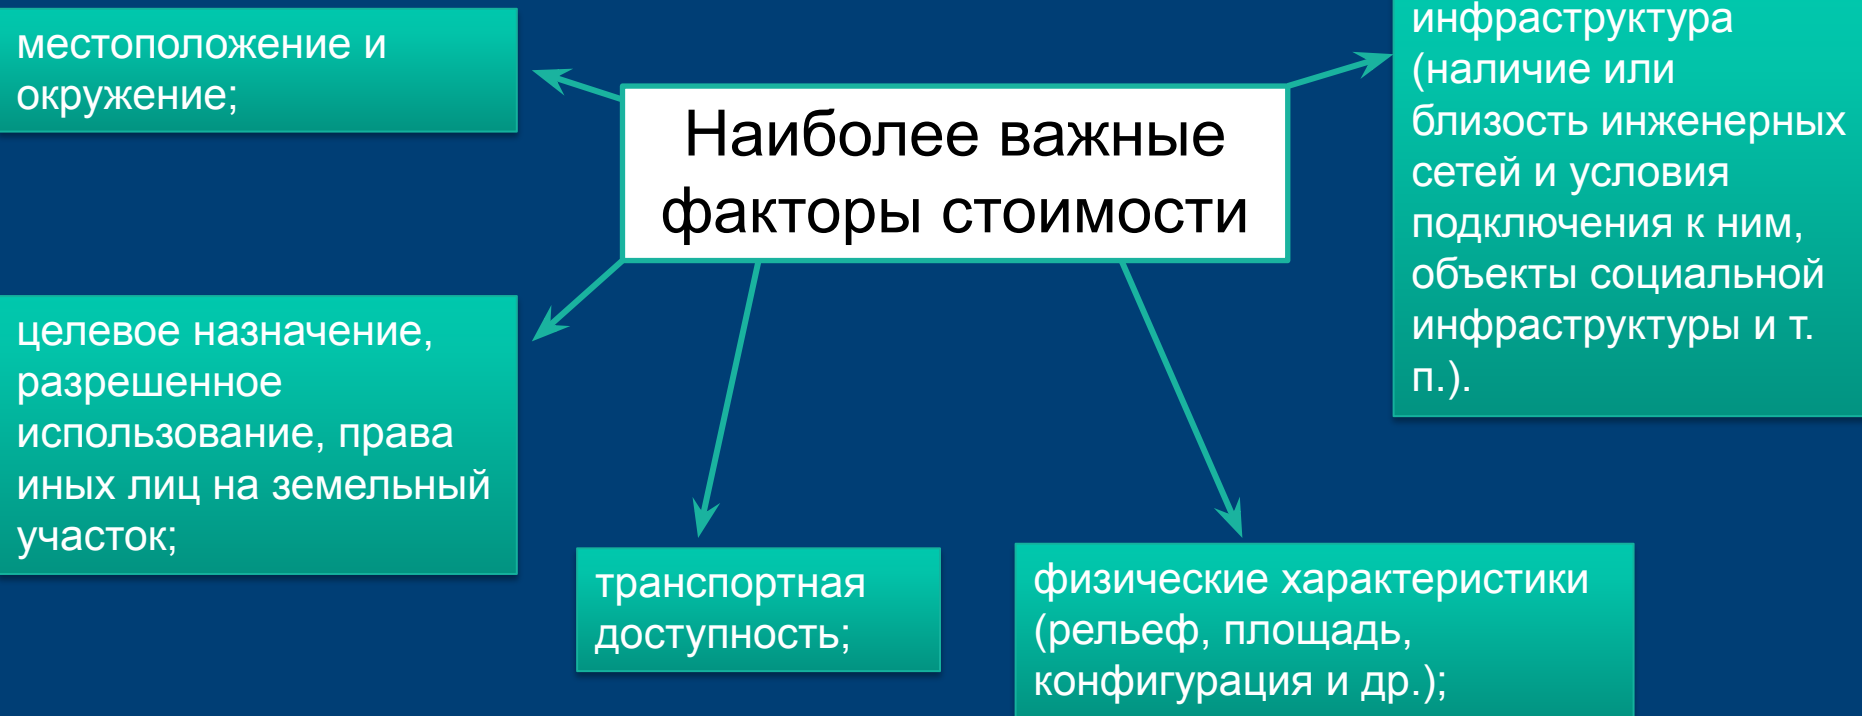 местоположение и
окружение;
Наиболее важные
факторы стоимости
инфраструктура
(наличие или
близость инженерных
сетей и условия
подключения к ним,
объекты социальной
инфраструктуры и т.
п.).
целевое назначение,
разрешенное
использование, права
иных лиц на земельный
участок;
транспортная
доступность;
физические характеристики
(рельеф, площадь,
конфигурация и др.);